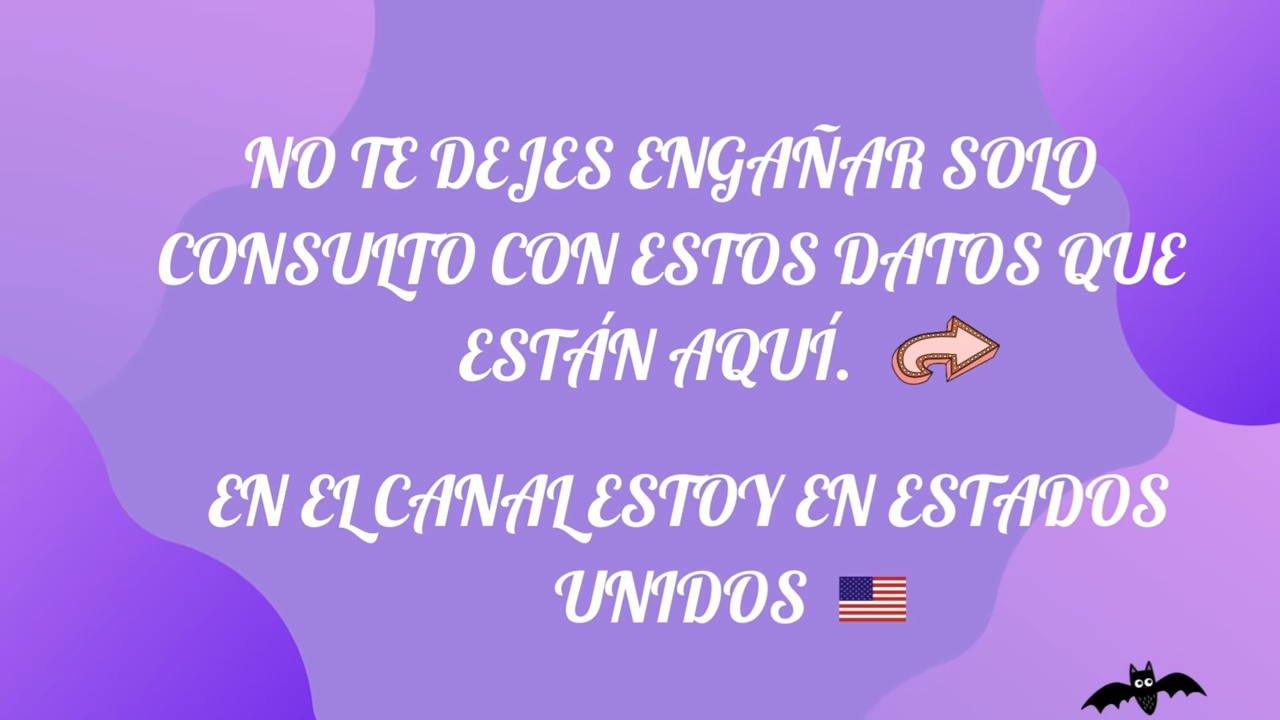 NO TE DEJES ENGAÑAR SOLO
CONSULTO CON ESTOS DATOS QUE
ESTÁN AQUÍ.
EN EL CANAL ESTOY EN ESTADOS
UNIDOS